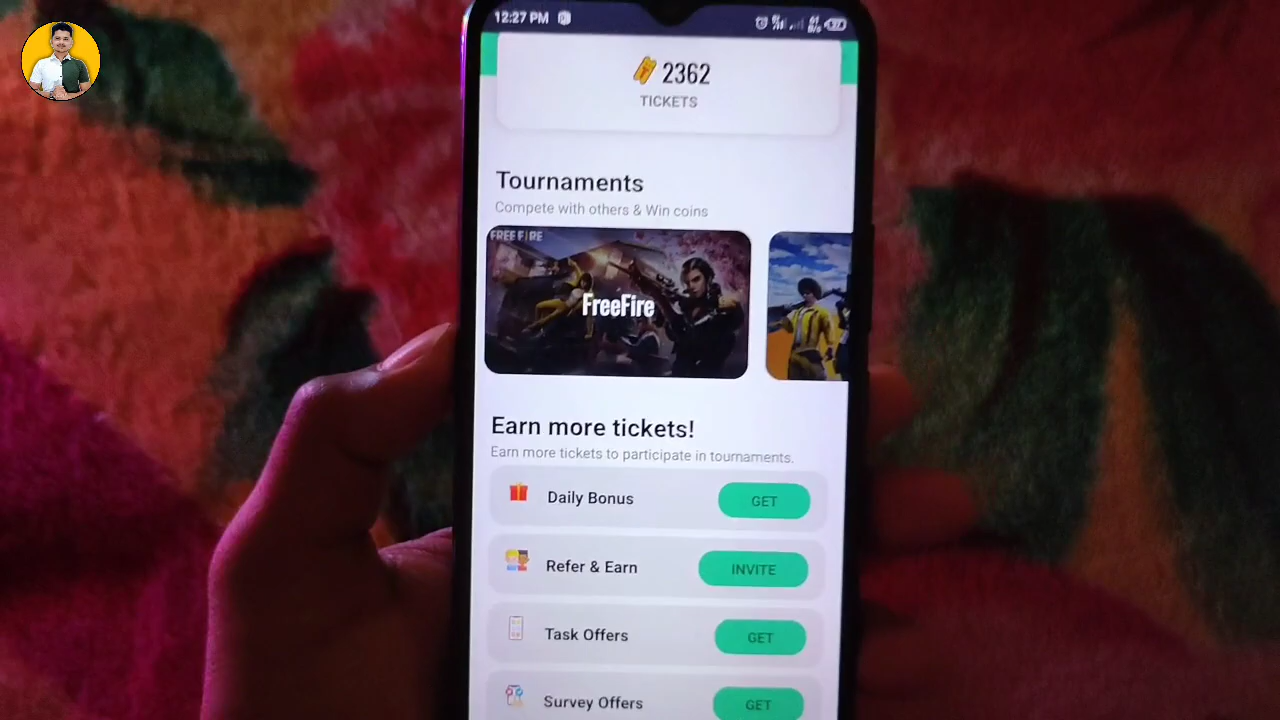 12:27 PM
2362
TICKETS
Tournaments
Compete with others & Win coins
FREE FIRE
FreeFire
Earn more tickets!
Earn more tickets to participate in tournaments.
Daily Bonus
GET
Refer & Earn
INVITE
Task Offers
GET
Survey Offers
GET